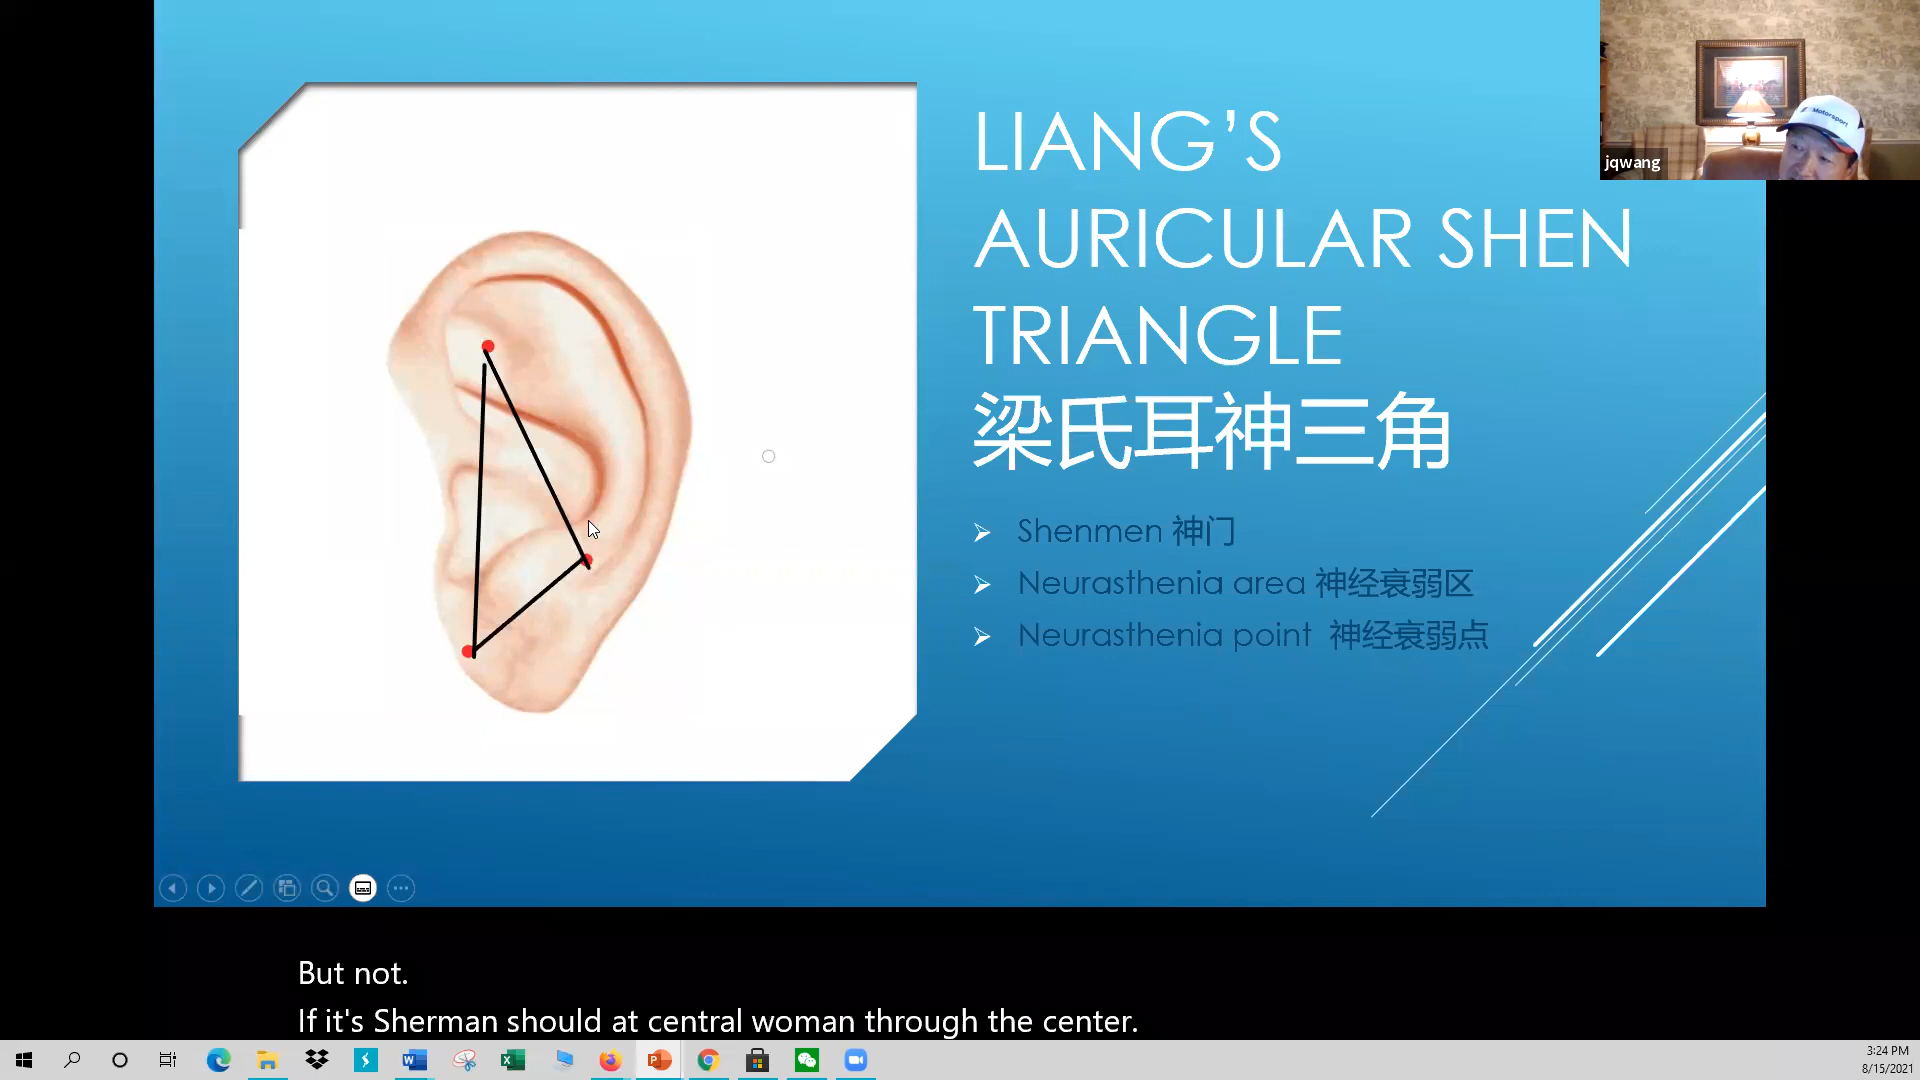 LIANG’S
AURICULAR SHEN
TRIANGLE
梁氏耳神三角
Shenmen 神门
Neurasthenia area 神经衰弱区
Neurasthenia point 神经衰弱点
jqwang
Motorsport
But not.
If it's Sherman should at central woman through the center.
3:24 PM
8/15/2021